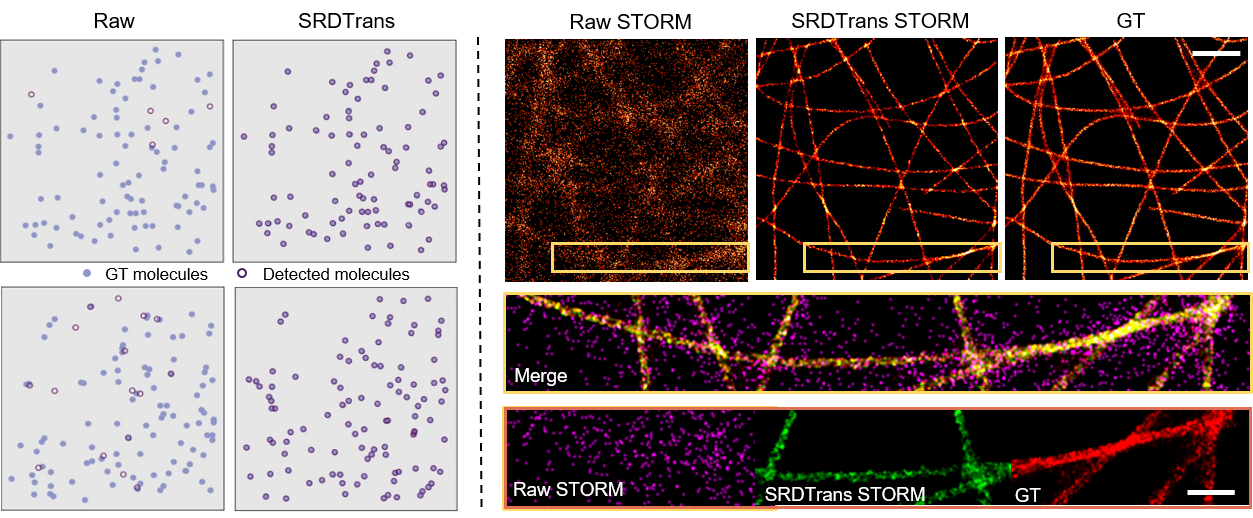 Raw
SRDTrans
Raw STORM
SRDTrans STORM
GT
GT molecules
Detected molecules
Merge
Raw STORM
SRDTrans STORM
GT